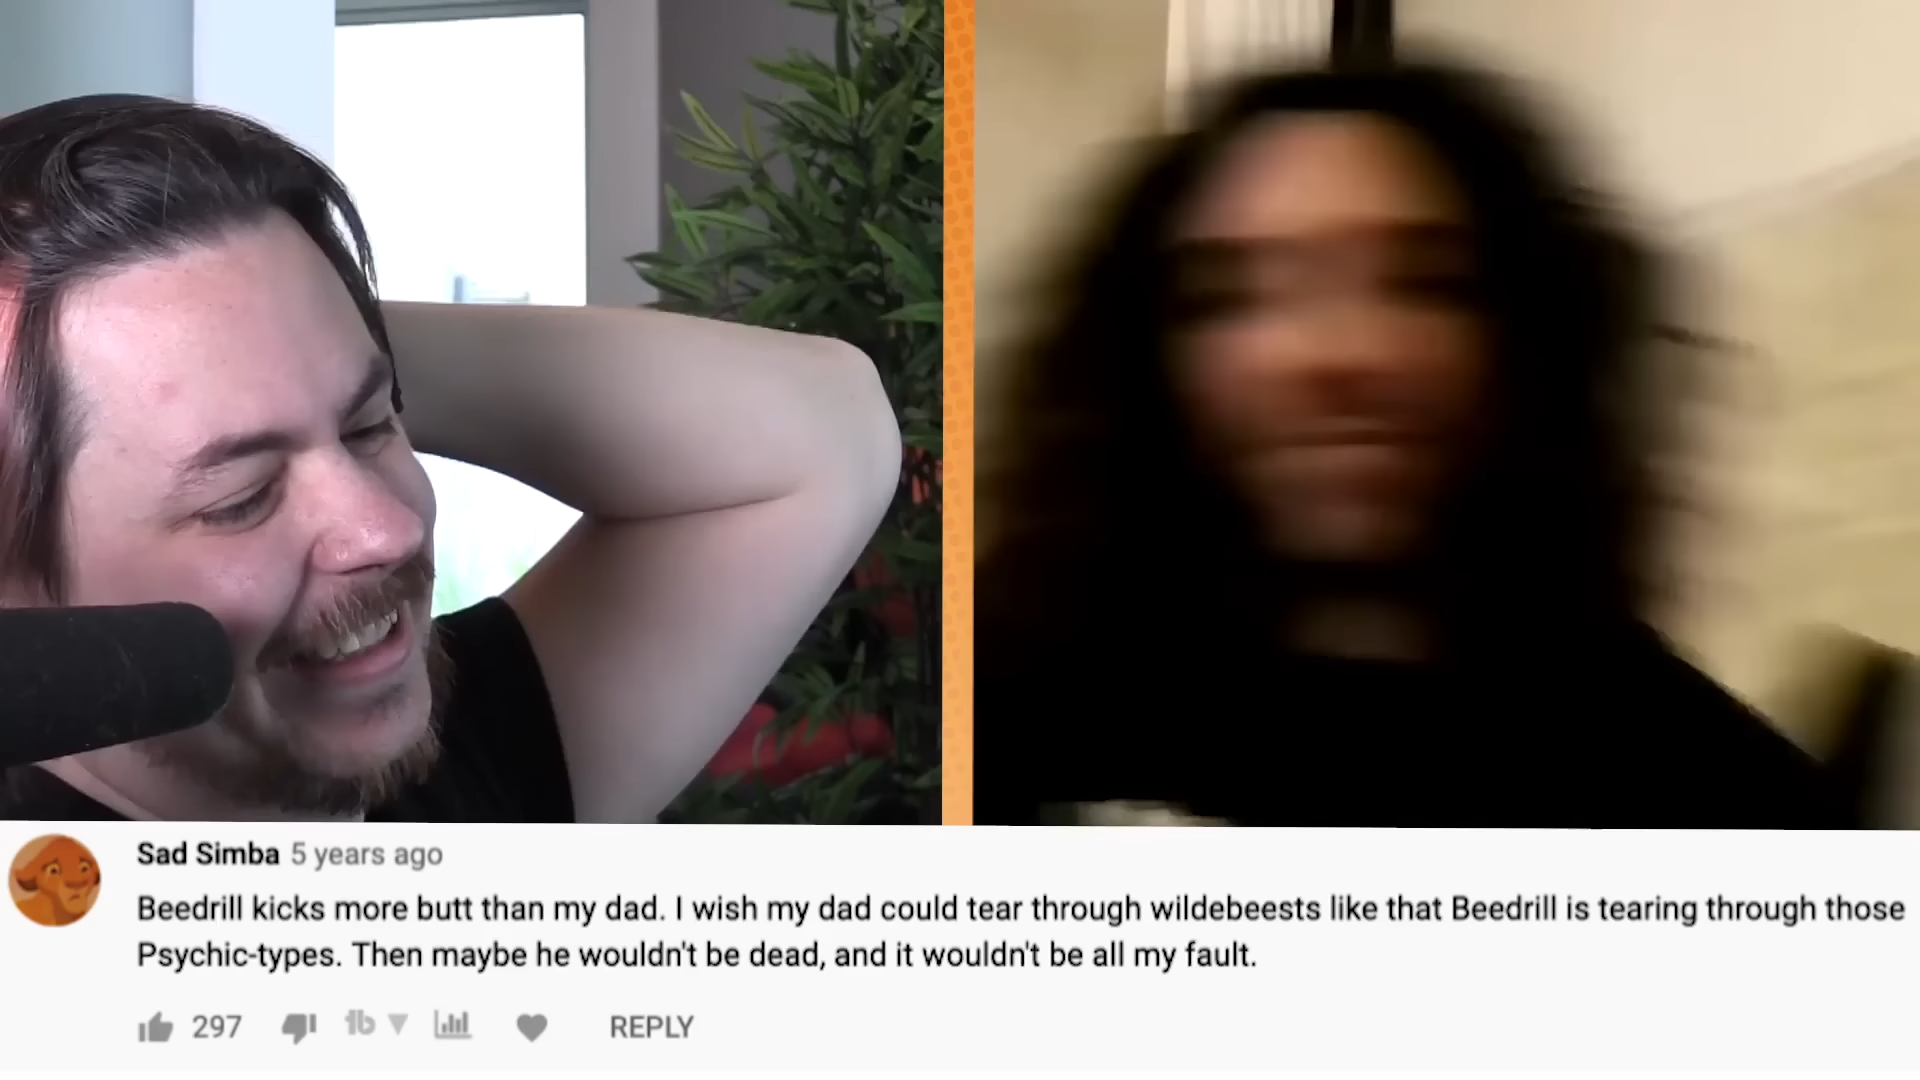 Sad Simba 5 years ago
Beedrill kicks more butt than my dad. I wish my dad could tear through wildebeests like that Beedrill is tearing through those
Psychic-types. Then maybe he wouldn't be dead, and it wouldn't be all my fault.
297 1b REPLY